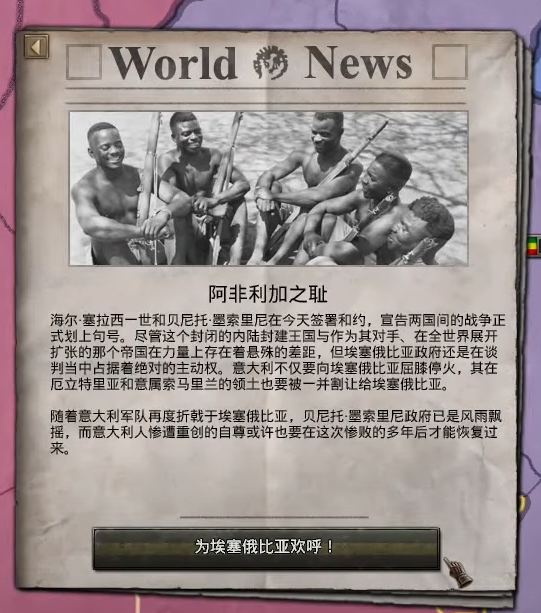 World News
阿非利加之耻
海尔·塞拉西一世和贝尼托·墨索里尼在今天签署和约，宣告两国间的战争正
式划上句号。尽管这个封闭的内陆封建王国与作为其对手、在全世界展开
扩张的那个帝国在力量上存在着悬殊的差距，但埃塞俄比亚政府还是在谈
判当中占据着绝对的主动权。意大利不仅要向埃塞俄比亚屈膝停火，其在
厄立特里亚和意属索马里兰的领土也要被一并割让给埃塞俄比亚。
随着意大利军队再度折戟于埃塞俄比亚，贝尼托·墨索里尼政府已是风雨飘
摇，而意大利人惨遭重创的自尊或许也要在这次惨败的多年后才能恢复过
来。
为埃塞俄比亚欢呼！